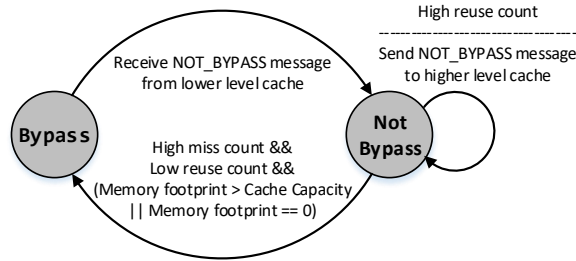 High reuse count
Send NOT_BYPASS message
to higher level cache
Receive NOT_BYPASS message
from lower level cache
Bypass
Not
Bypass
High miss count &&
Low reuse count &&
(Memory footprint > Cache Capacity
|| Memory footprint == 0)